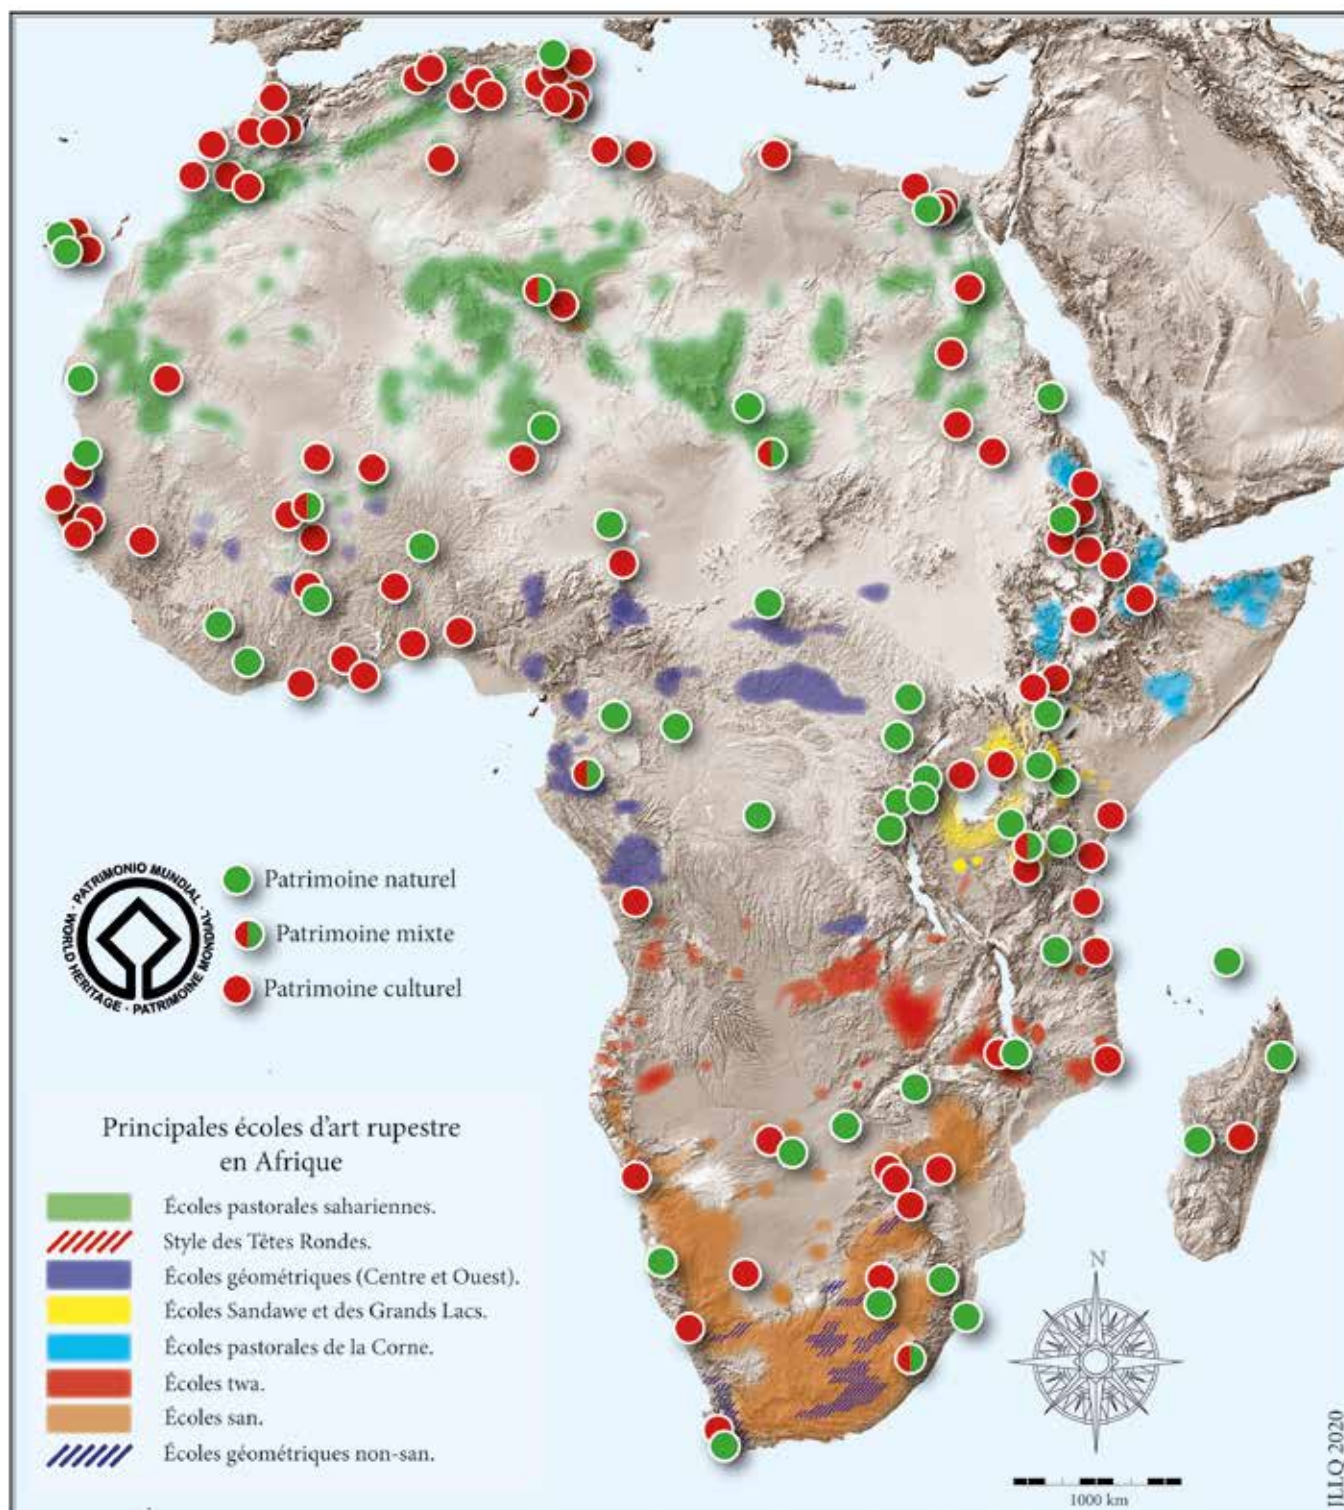 PATRIMONIO MUNDIAL · WORLD HERITAGE · PATRIMOINE MONDIAL ·
Patrimoine naturel
Patrimoine mixte
Patrimoine culturel
Principales écoles d'art rupestre
en Afrique
Écoles pastorales sahariennes.
Style des Têtes Rondes.
Écoles géométriques (Centre et Ouest).
Écoles Sandawe et des Grands Lacs.
Écoles pastorales de la Corne.
Écoles twa.
Écoles san.
Écoles géométriques non-san.
N
1000 km
2020